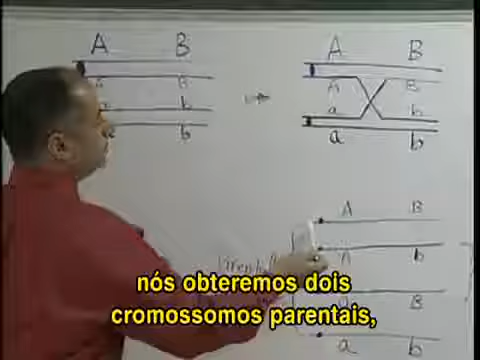 A B A B
A B A B
a b a b
a b a b
A B
A b
B
a b
nós obteremos dois
cromossomos parentais,